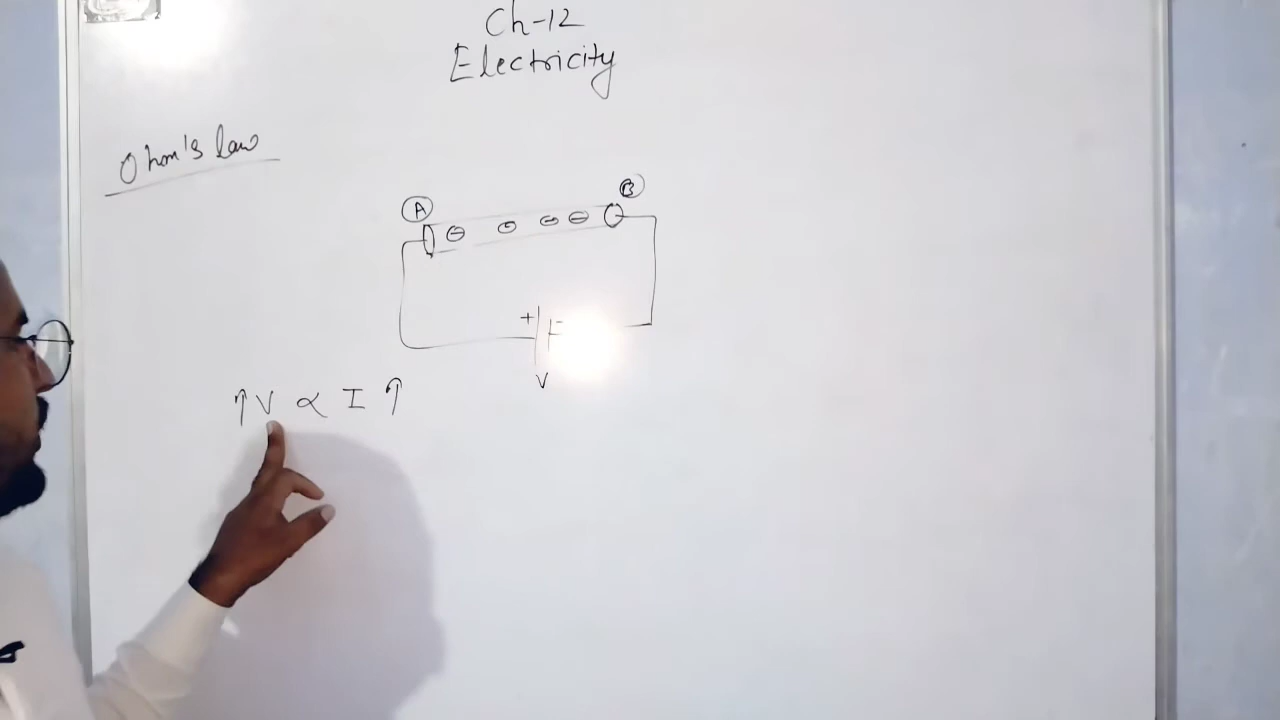 Ch-12
Electricity
Ohm's law
A
B
+
V
↑ V ∝ I ↑